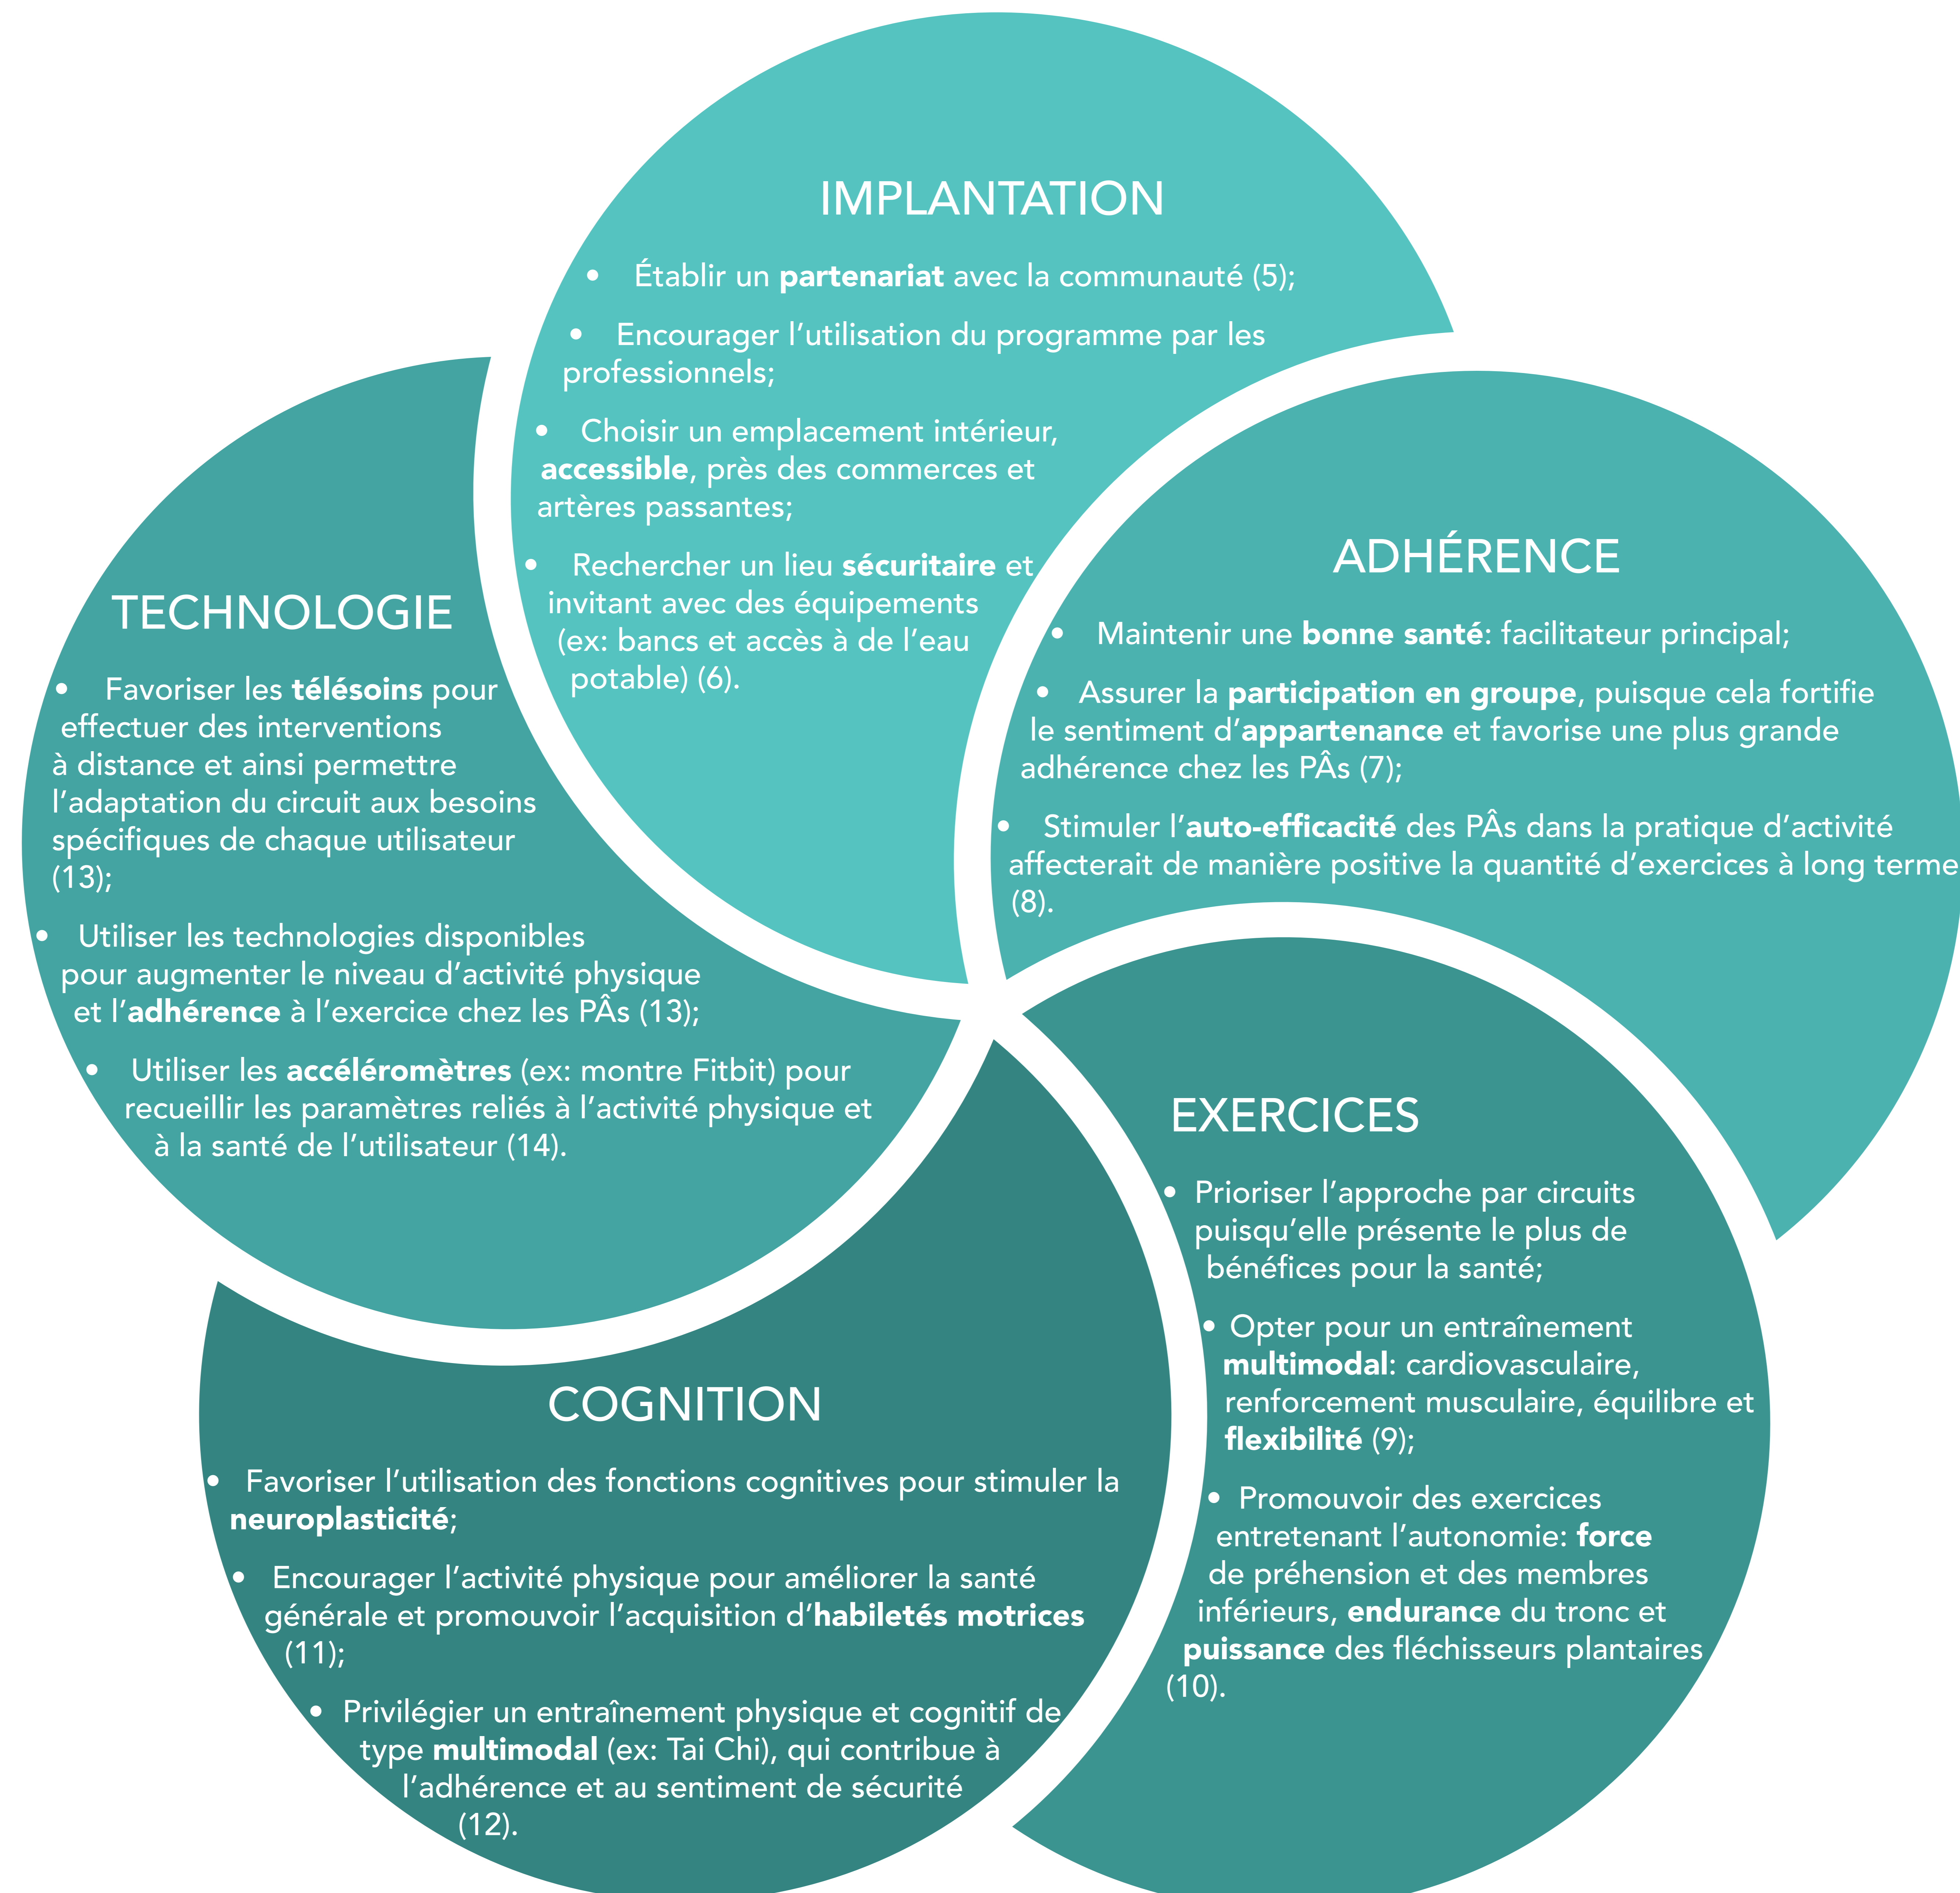 IMPLANTATION
• Établir un partenariat avec la communauté (5);
• Encourager l’utilisation du programme par les
professionnels;
• Choisir un emplacement intérieur,
accessible, près des commerces et
artères passantes;
• Rechercher un lieu sécuritaire et
invitant avec des équipements
(ex: bancs et accès à de l’eau
potable) (6).
ADHÉRENCE
• Maintenir une bonne santé: facilitateur principal;
• Assurer la participation en groupe, puisque cela fortifie
le sentiment d’appartenance et favorise une plus grande
adhérence chez les PÂs (7);
• Stimuler l’auto-efficacité des PÂs dans la pratique d’activité
affecterait de manière positive la quantité d’exercices à long terme
(8).
EXERCICES
• Prioriser l’approche par circuits
puisqu’elle présente le plus de
bénéfices pour la santé;
• Opter pour un entraînement
multimodal: cardiovasculaire,
renforcement musculaire, équilibre et
flexibilité (9);
• Promouvoir des exercices
entretenant l’autonomie: force
de préhension et des membres
inférieurs, endurance du tronc et
puissance des fléchisseurs plantaires
(10).
COGNITION
• Favoriser l’utilisation des fonctions cognitives pour stimuler la
neuroplasticité;
• Encourager l’activité physique pour améliorer la santé
générale et promouvoir l’acquisition d’habiletés motrices
(11);
• Privilégier un entraînement physique et cognitif de
type multimodal (ex: Tai Chi), qui contribue à
l’adhérence et au sentiment de sécurité
(12).
TECHNOLOGIE
• Favoriser les télésoins pour
effectuer des interventions
à distance et ainsi permettre
l’adaptation du circuit aux besoins
spécifiques de chaque utilisateur
(13);
• Utiliser les technologies disponibles
pour augmenter le niveau d’activité physique
et l’adhérence à l’exercice chez les PÂs (13);
• Utiliser les accéléromètres (ex: montre Fitbit) pour
recueillir les paramètres reliés à l’activité physique et
à la santé de l’utilisateur (14).